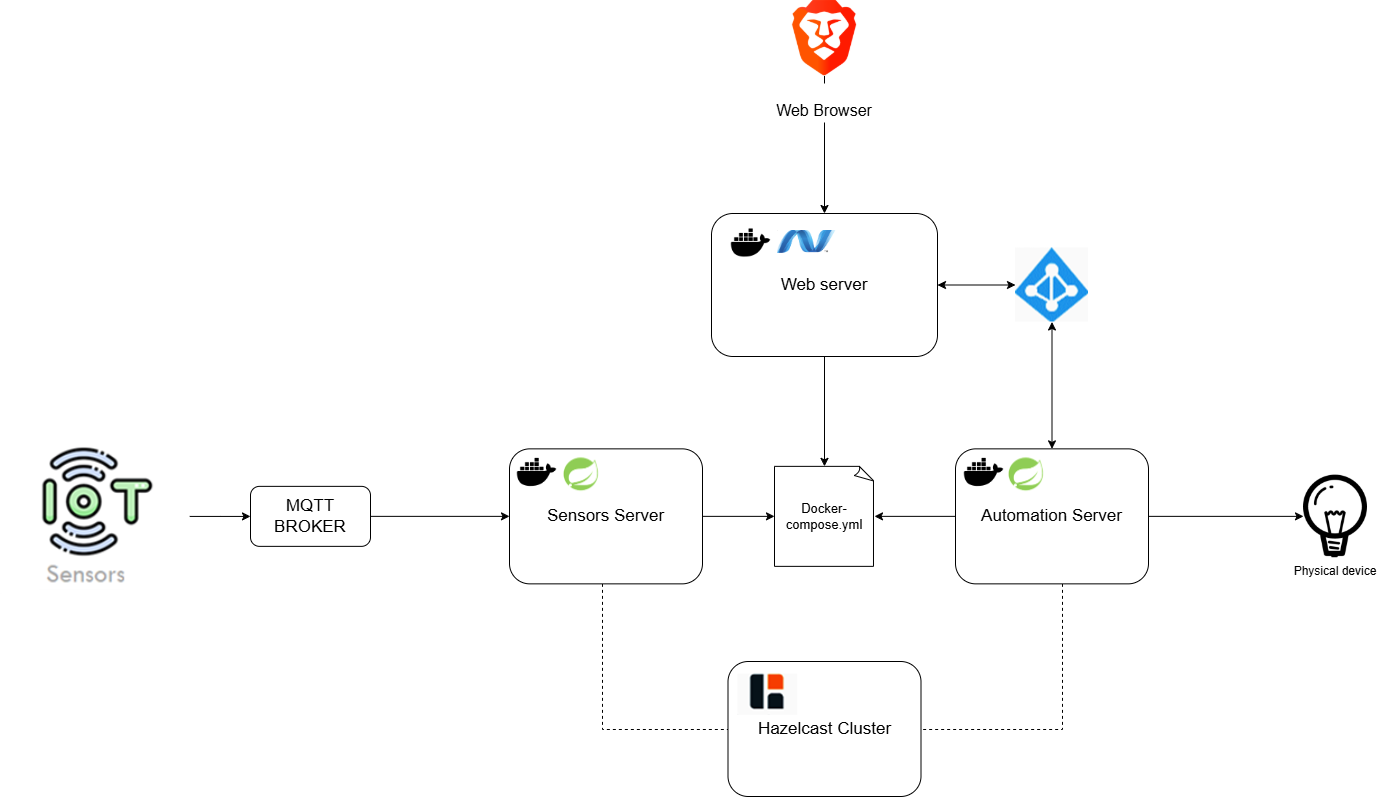 Web Browser
Web server
IoT
Sensors
MQTT
BROKER
Sensors Server
Docker-
compose.yml
Automation Server
Physical device
Hazelcast Cluster